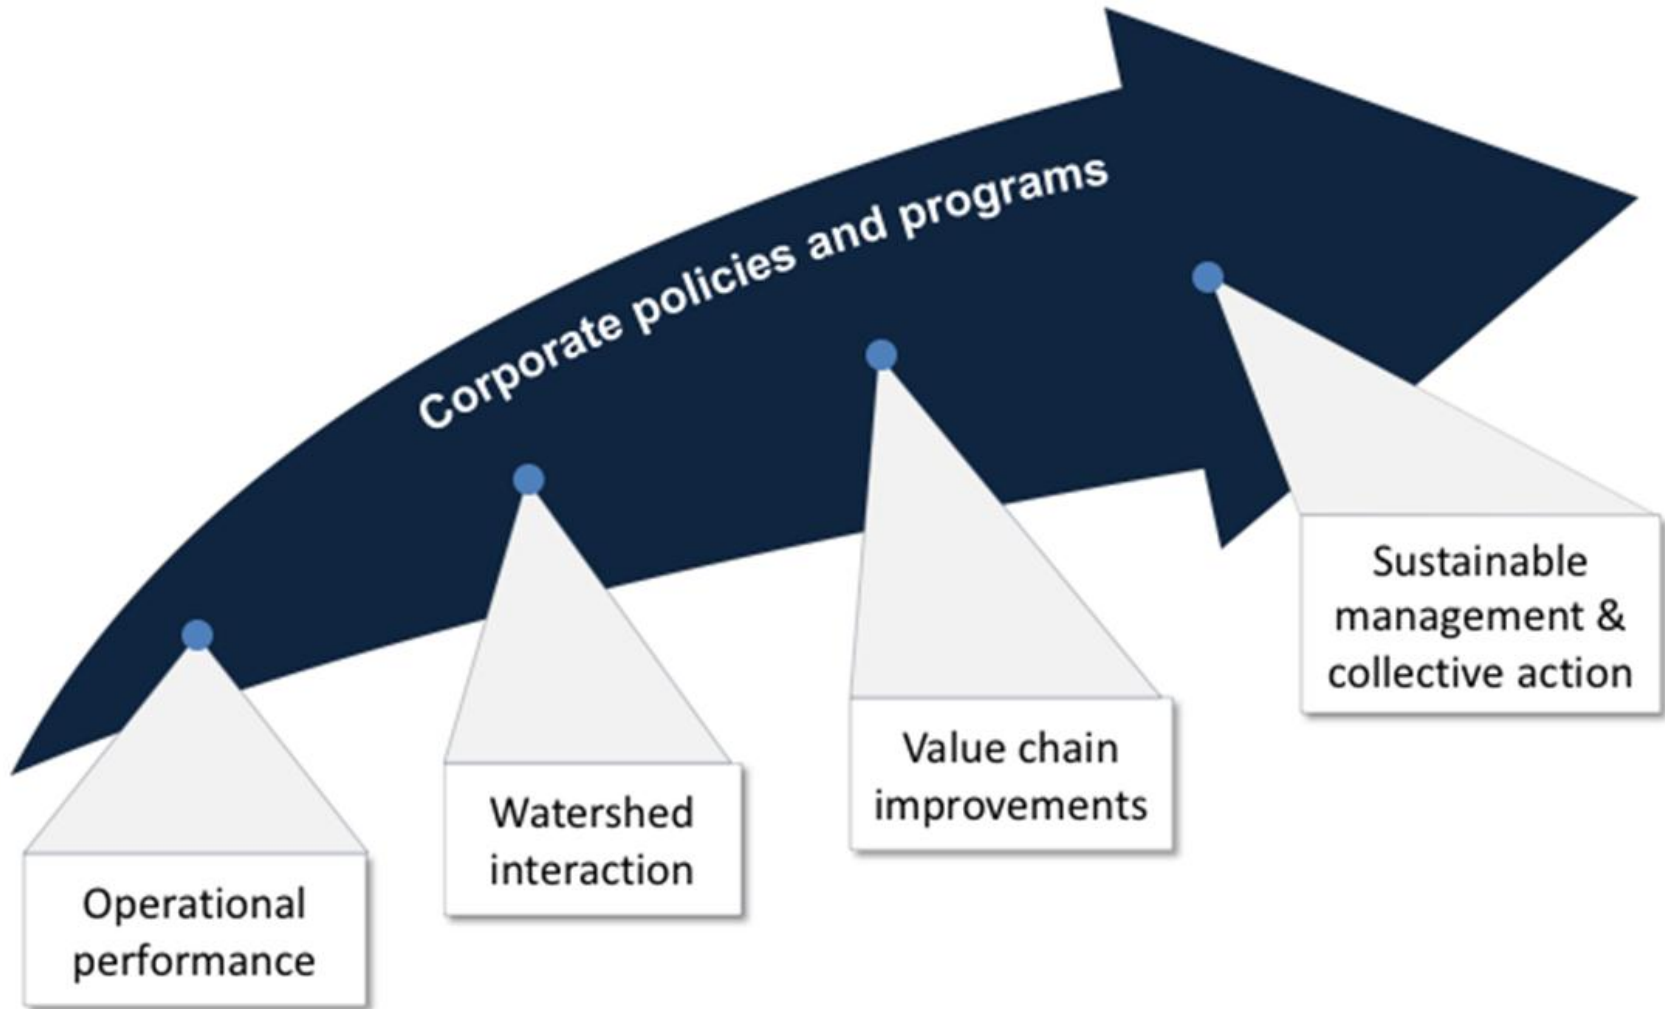 Corporate policies and programs
Operational
performance
Watershed
interaction
Value chain
improvements
Sustainable
management &
collective action